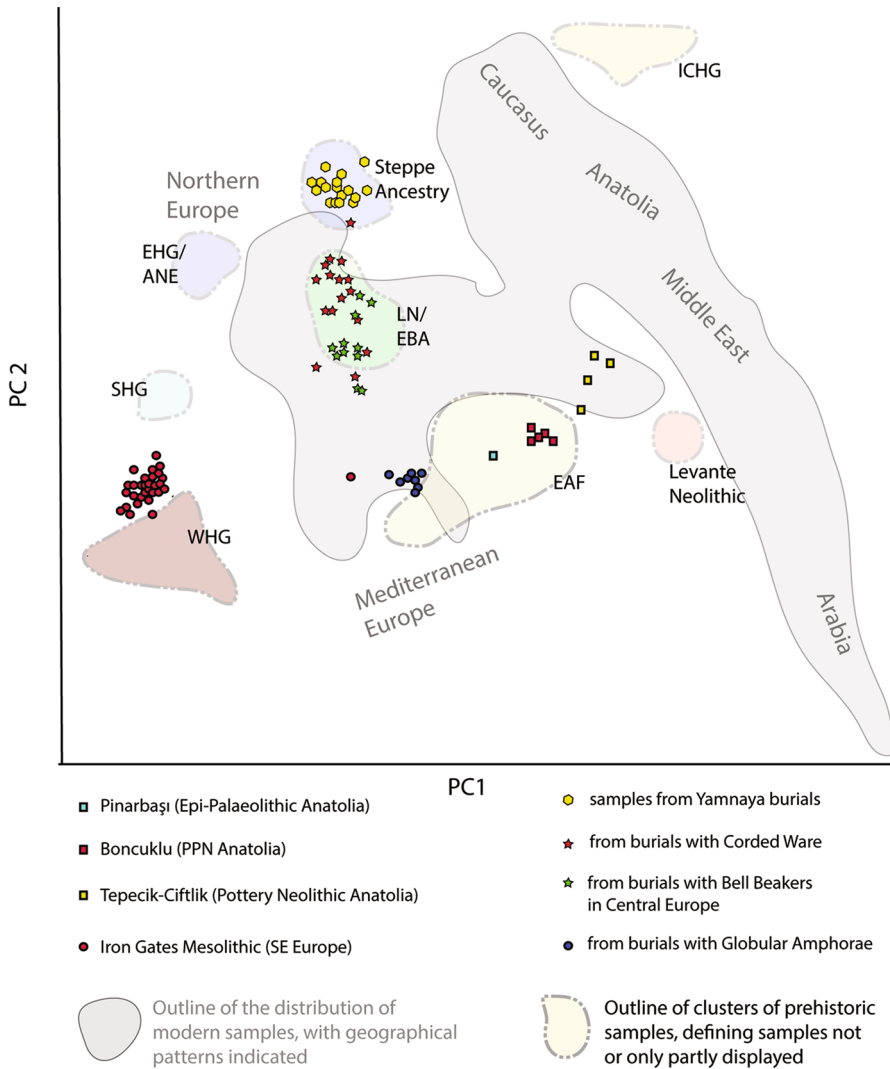 ICHG
Caucasus
Anatolia
Steppe
Ancestry
Northern
Europe
EHG/
ANE
Middle East
LN/
EBA
PC 2
SHG
EAF
Levante
Neolithic
WHG
Mediterranean
Europe
Arabia
PC1
Pinarbaşı (Epi-Palaeolithic Anatolia)
Boncuklu (PPN Anatolia)
Tepecik-Ciftlik (Pottery Neolithic Anatolia)
Iron Gates Mesolithic (SE Europe)
samples from Yamnaya burials
from burials with Corded Ware
from burials with Bell Beakers
in Central Europe
from burials with Globular Amphorae
Outline of the distribution of
modern samples, with geographical
patterns indicated
Outline of clusters of prehistoric
samples, defining samples not
or only partly displayed